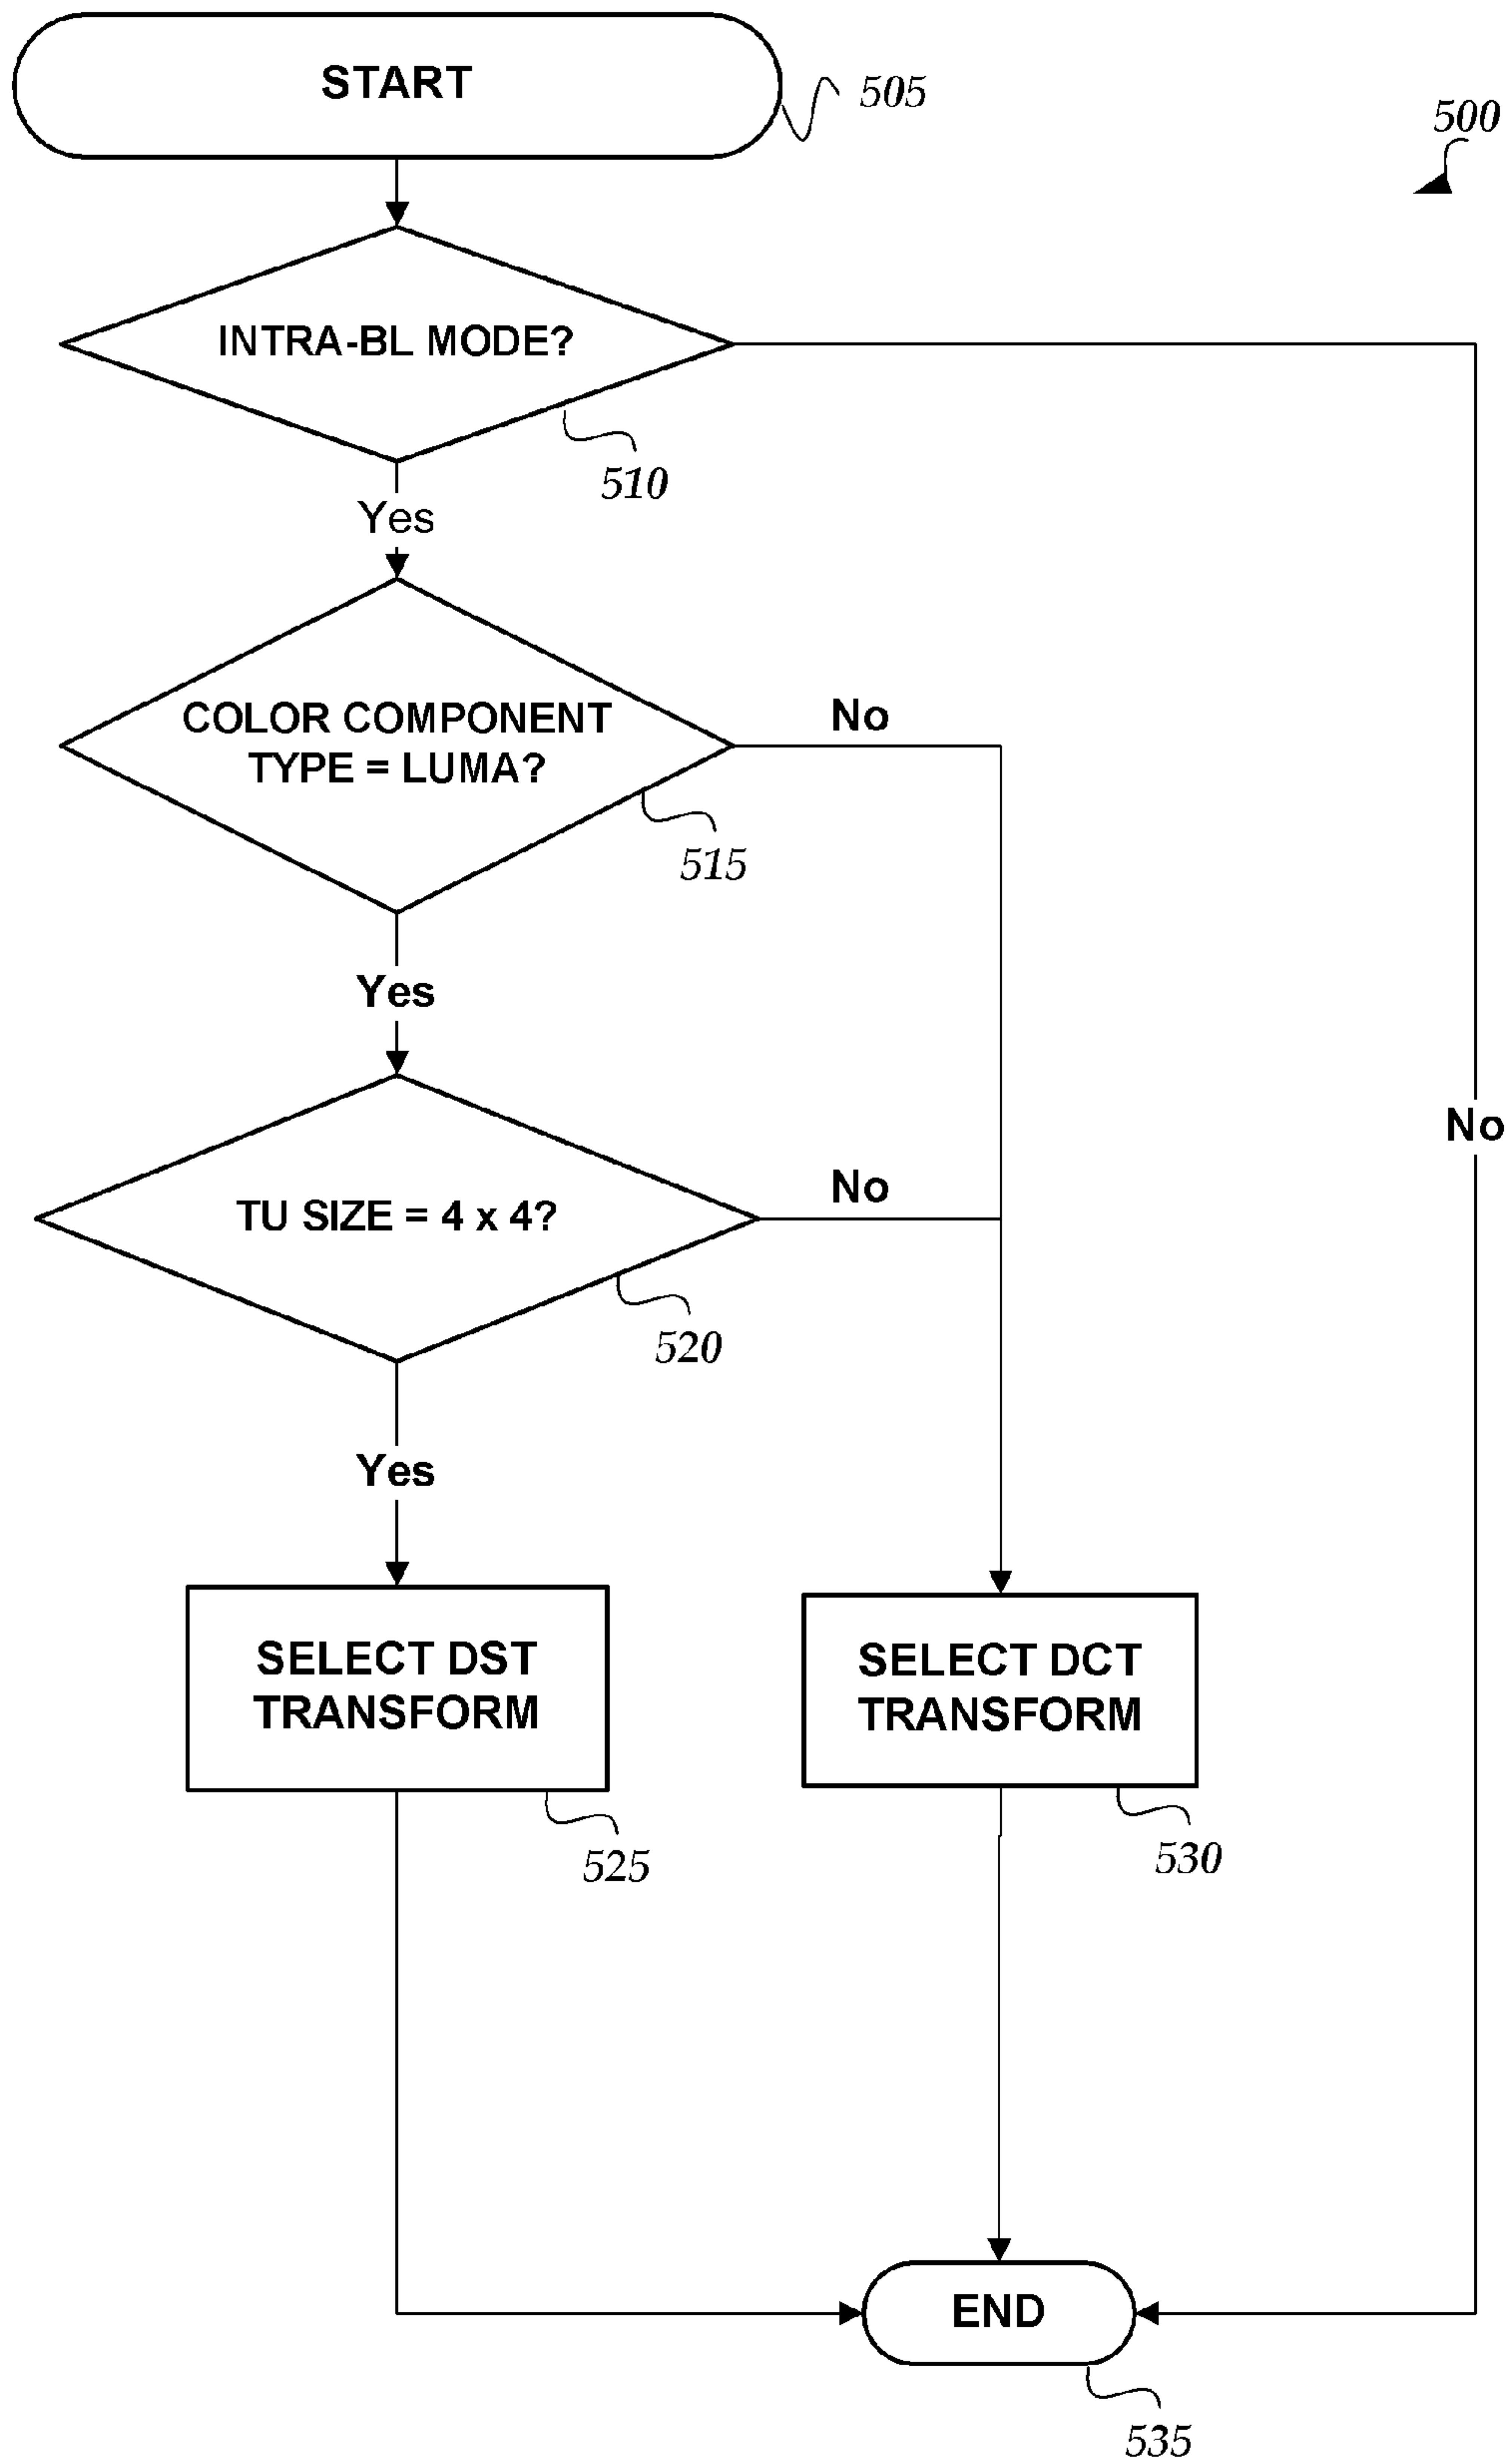 START
505
500
INTRA-BL MODE?
510
Yes
COLOR COMPONENT
TYPE = LUMA?
No
515
Yes
No
TU SIZE = 4 x 4?
No
520
Yes
SELECT DST
TRANSFORM
SELECT DCT
TRANSFORM
525
530
END
535